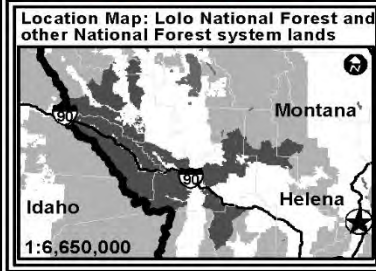 Location Map: Lolo National Forest and
other National Forest system lands
N
90
Montana
90
Idaho
Helena
1:6,650,000